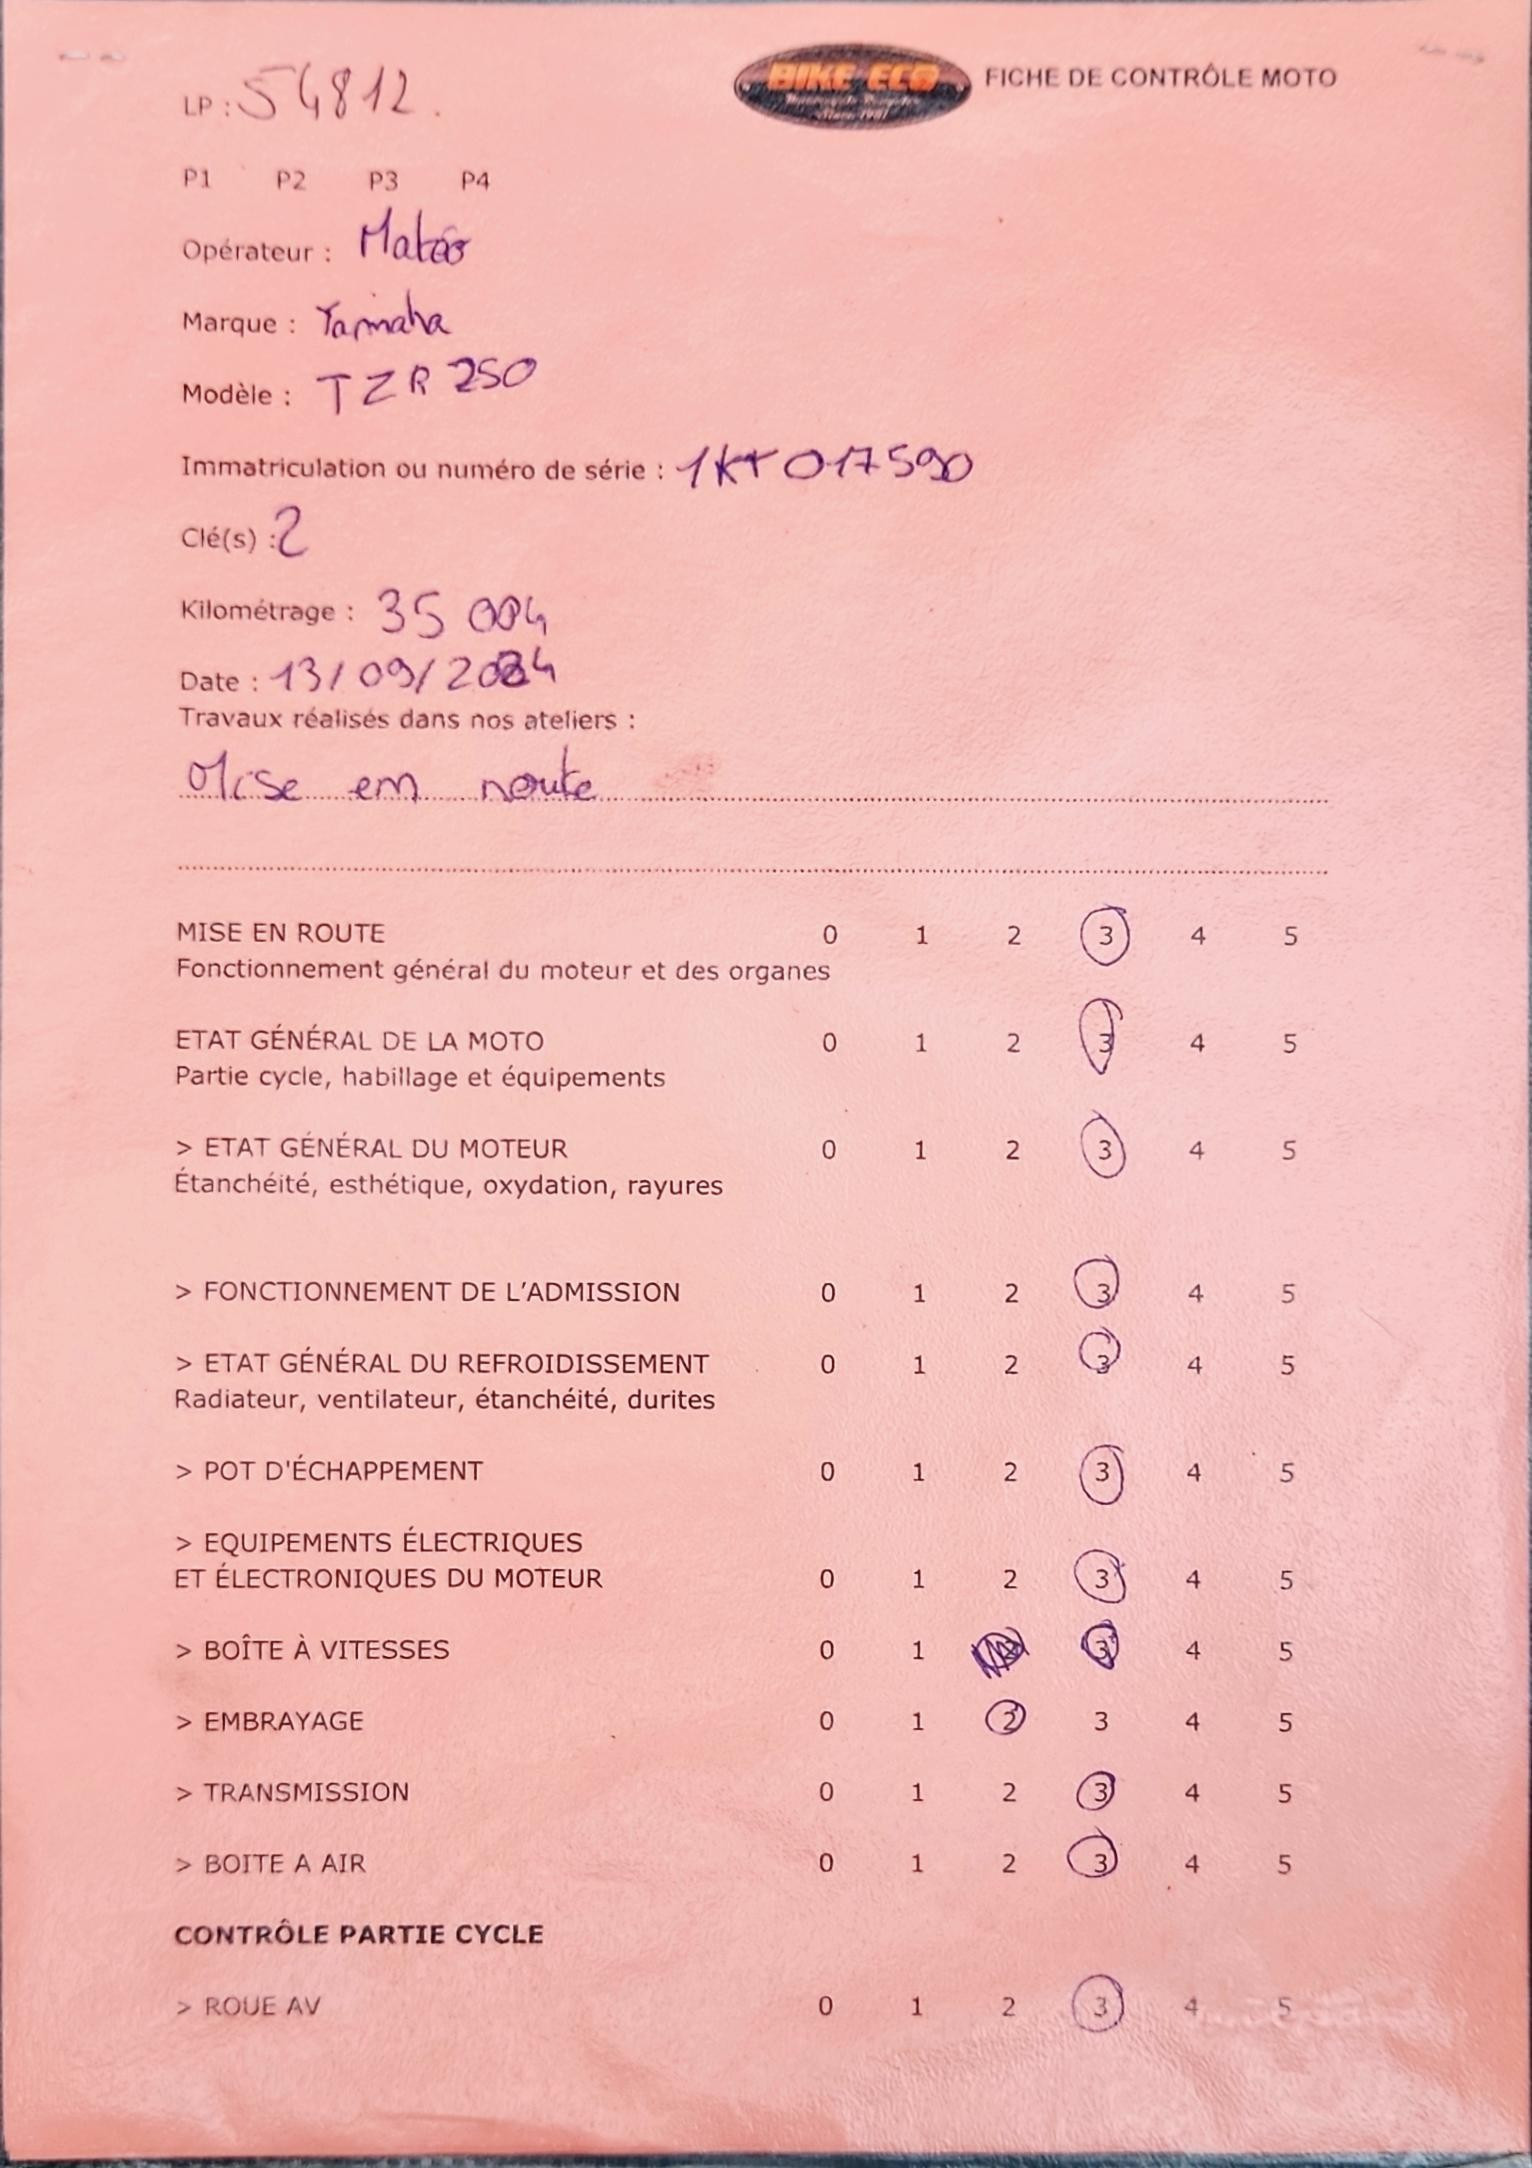 LP : 54812.
BIKE ECO FICHE DE CONTRÔLE MOTO
P1 P2 P3 P4
Opérateur : Matéo
Marque : Yamaha
Modèle : TZR 250
Immatriculation ou numéro de série : 1KT017590
Clé(s) : 2
Kilométrage : 35 004
Date : 13/09/2024
Travaux réalisés dans nos ateliers :
Mise en route
MISE EN ROUTE 0 1 2 3 4 5
Fonctionnement général du moteur et des organes
ETAT GÉNÉRAL DE LA MOTO 0 1 2 3 4 5
Partie cycle, habillage et équipements
> ETAT GÉNÉRAL DU MOTEUR 0 1 2 3 4 5
Étanchéité, esthétique, oxydation, rayures
> FONCTIONNEMENT DE L’ADMISSION 0 1 2 3 4 5
> ETAT GÉNÉRAL DU REFROIDISSEMENT 0 1 2 3 4 5
Radiateur, ventilateur, étanchéité, durites
> POT D'ÉCHAPPEMENT 0 1 2 3 4 5
> EQUIPEMENTS ÉLECTRIQUES
ET ÉLECTRONIQUES DU MOTEUR 0 1 2 3 4 5
> BOÎTE À VITESSES 0 1 2 3 4 5
> EMBRAYAGE 0 1 2 3 4 5
> TRANSMISSION 0 1 2 3 4 5
> BOITE A AIR 0 1 2 3 4 5
CONTRÔLE PARTIE CYCLE
> ROUE AV 0 1 2 3 4 5